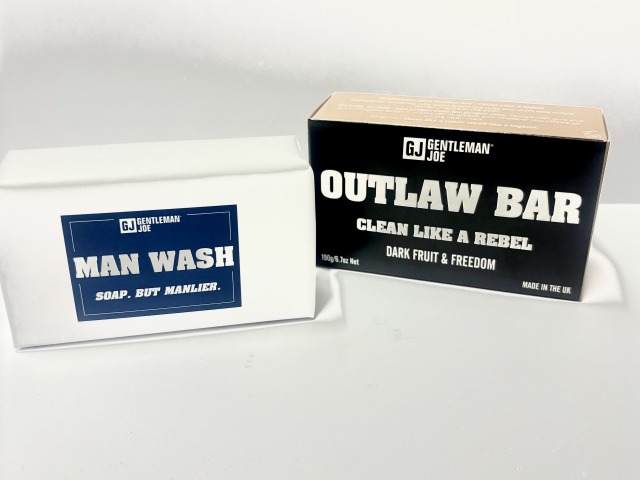 GJ GENTLEMAN
JOE
MAN WASH
SOAP. BUT MANLIER.
GJ GENTLEMAN™
JOE
OUTLAW BAR
CLEAN LIKE A REBEL
DARK FRUIT & FREEDOM
190g/6.7oz Net
MADE IN THE UK